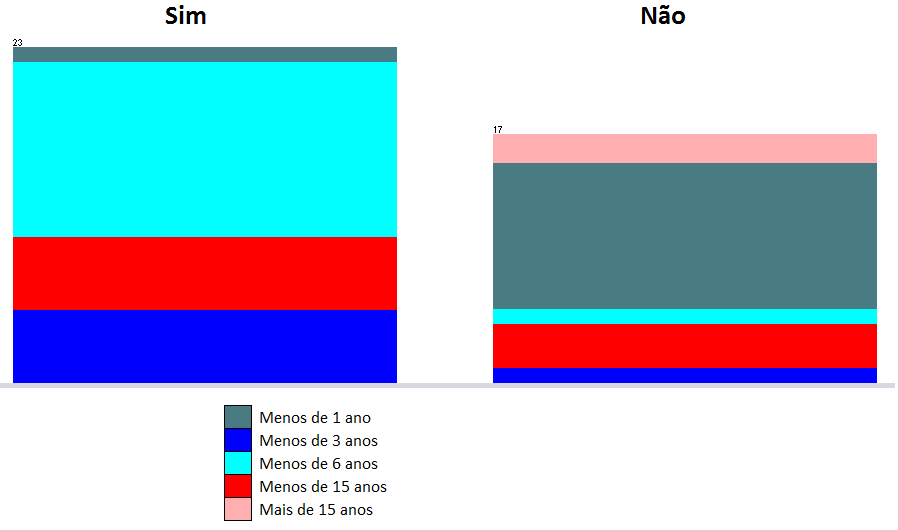 Sim
Não
23
17
Menos de 1 ano
Menos de 3 anos
Menos de 6 anos
Menos de 15 anos
Mais de 15 anos